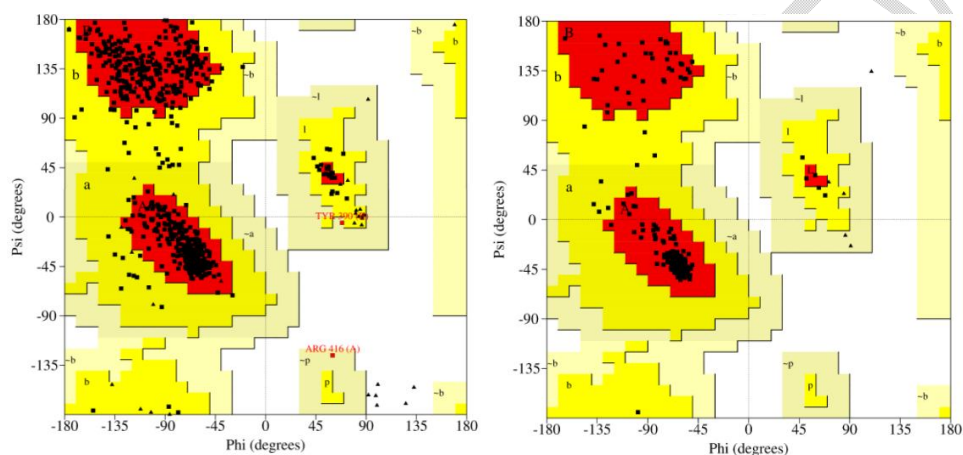 180
135
90
45
0
-45
-90
-135
-180 -135 -90 -45 0 45 90 135 180
Psi (degrees)
Phi (degrees)
b
~b
~b
b
~l
l
a
~a
TYR 300
ARG 416 (A)
~b
b
~p
p
~b
b
180
135
90
45
0
-45
-90
-135
-180 -135 -90 -45 0 45 90 135 180
Psi (degrees)
Phi (degrees)
B
b
~b
~b
b
~l
l
L
a
A
~a
~b
b
~p
p
~b
b